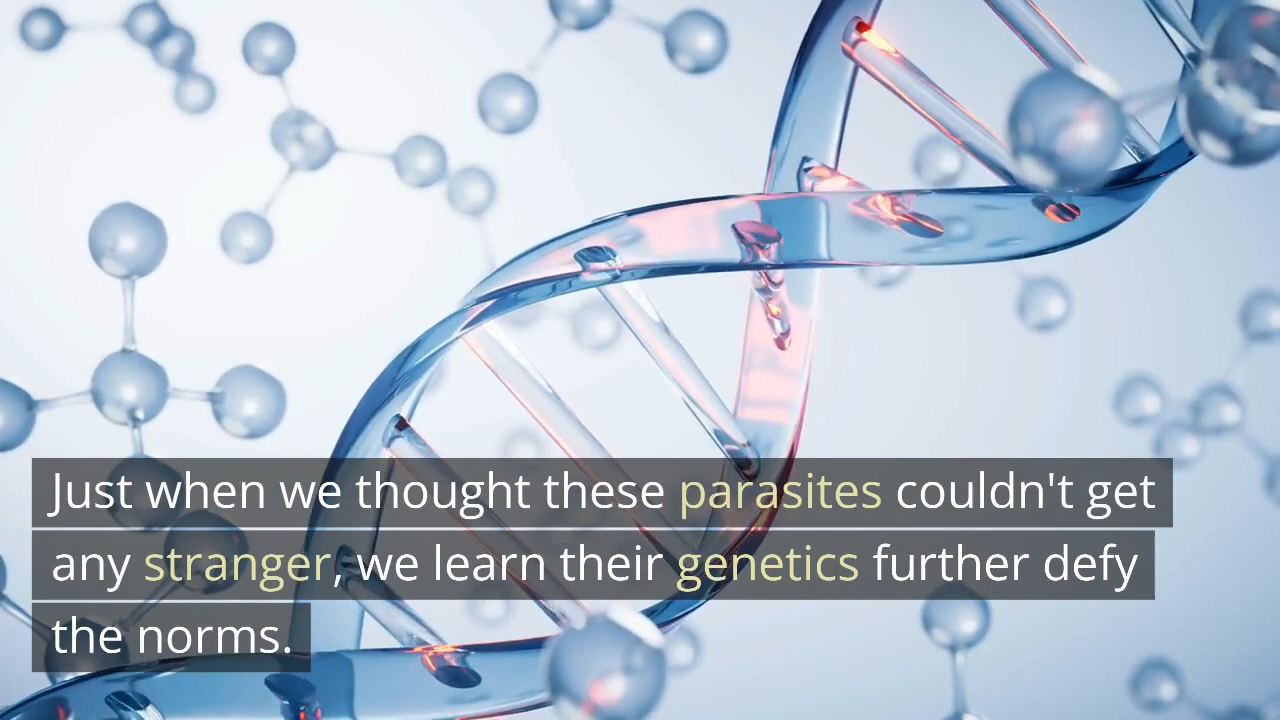 Just when we thought these parasites couldn't get
any stranger, we learn their genetics further defy
the norms.